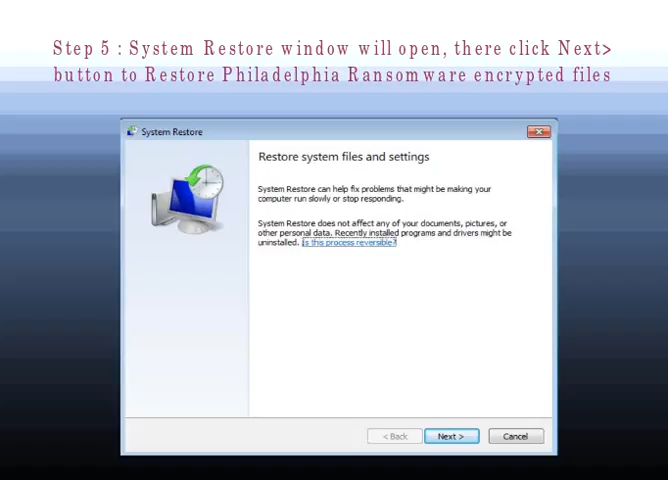 Step 5 : System Restore window will open, there click Next>
button to Restore Philadelphia Ransomware encrypted files
System Restore
Restore system files and settings
System Restore can help fix problems that might be making your
computer run slowly or stop responding.
System Restore does not affect any of your documents, pictures, or
other personal data. Recently installed programs and drivers might be
uninstalled. Is this process reversible?
< Back
Next >
Cancel